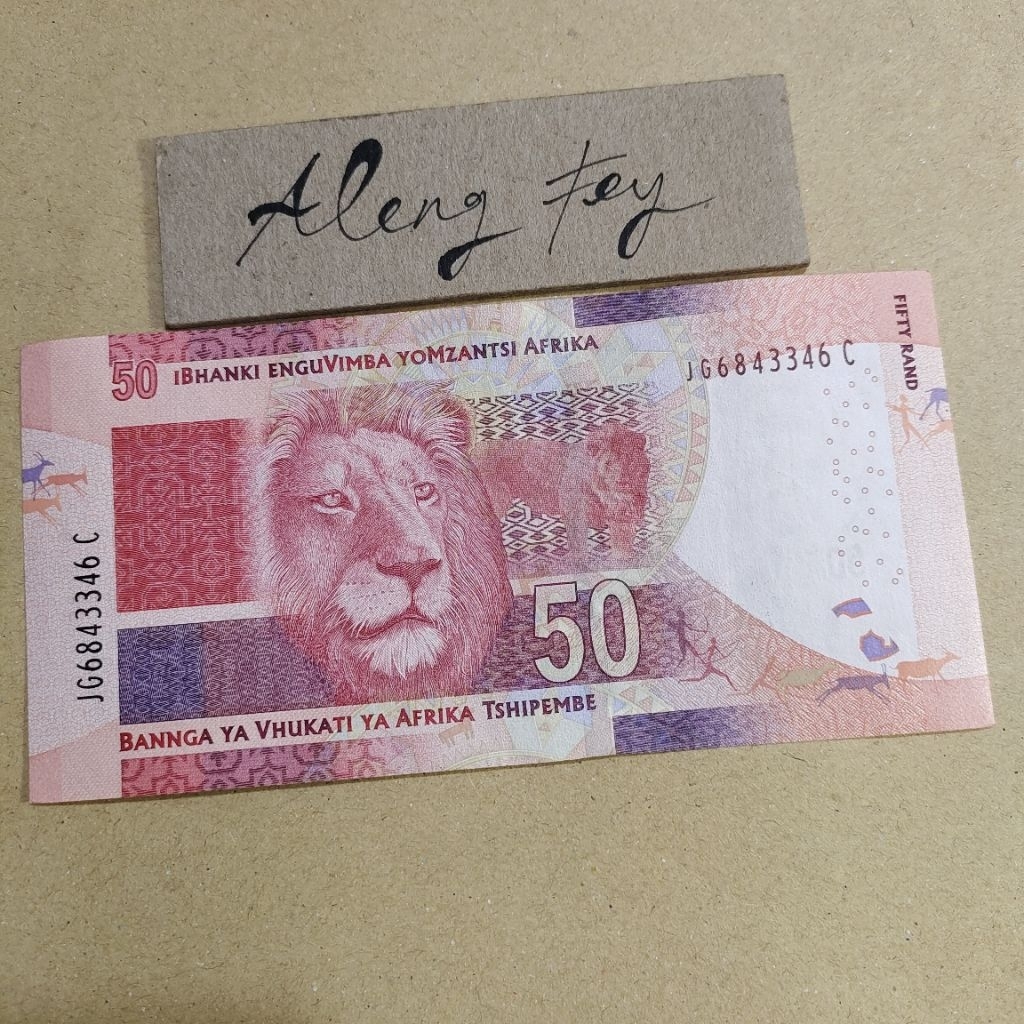 Aleng Fey
50 iBHANKI ENGUVIMBA YOMZANTSI AFRIKA
JG6843346 C
FIFTY RAND
JG6843346 C
50
BANNGA YA VHUKATI YA AFRIKA TSHIPEMBE